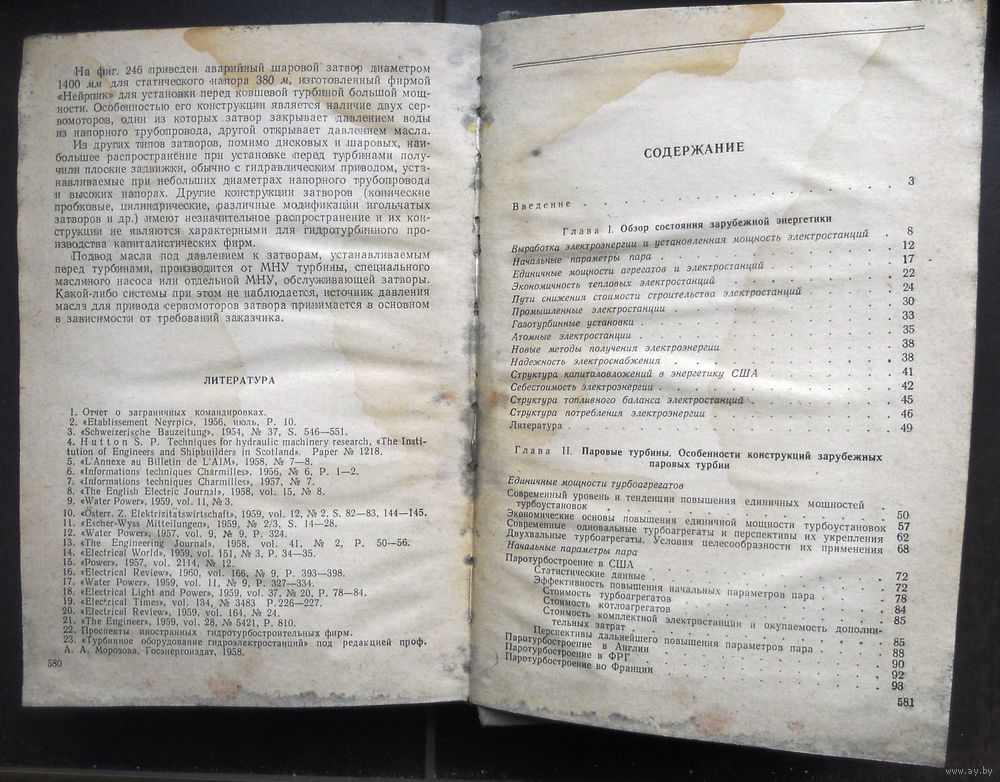 На фиг. 246 приведен аварийный шаровой затвор диаметром
1400 мм для статического напора 380 м, изготовленный фирмой
«Нейрпик» для установки перед ковшевой турбиной большой мощ-
ности. Особенностью его конструкции является наличие двух сер-
вомоторов, один из которых затвор закрывает давлением воды
из напорного трубопровода, другой открывает давлением масла.
Из других типов затворов, помимо дисковых и шаровых, наи-
большее распространение при установке перед турбинами полу-
чили плоские задвижки, обычно с гидравлическим приводом, уста-
навливаемые при небольших диаметрах напорного трубопровода
и высоких напорах. Другие конструкции затворов (конические
пробковые, цилиндрические, различные модификации игольчатых
затворов и др.) имеют незначительное распространение и их кон-
струкции не являются характерными для гидротурбинного про-
изводства капиталистических фирм.
Подвод масла под давлением к затворам, устанавливаемым
перед турбинами, производится от МНУ турбины, специального
масляного насоса или отдельной МНУ, обслуживающей затворы.
Какой-либо системы при этом не наблюдается, источник давления
масла для привода сервомоторов затвора принимается в основном
в зависимости от требований заказчика.
ЛИТЕРАТУРА
1. Отчет о заграничных командировках.
2. «Etablissement Neyrpic», 1956, июль, P. 10.
3. «Schweizerische Bauzeitung», 1954, № 37, S. 546—551.
4. Hutton S. P. Techniques for hydraulic machinery research, «The Insti-
tution of Engineers and Shipbuilders in Scotland». Paper № 1218.
5. «L'Annexe au Billetin de L'AIM», 1958, № 7—8.
6. «Informations techniques Charmilles», 1956, № 6, P. 1—2.
7. «Informations techniques Charmilles», 1957, № 7.
8. «The English Electric Journal», 1958, vol. 15, № 8.
9. «Water Power», 1959, vol. 11, № 3.
10. «Österr. Z. Elektrizitätswirtschaft», 1959, vol. 12, № 2, S. 82—83, 144—145.
11. «Escher-Wyss Mitteilungen», 1959, № 2/3, S. 14—28.
12. «Water Power», 1957, vol. 9, № 9, P. 324.
13. «The Engineering Journal», 1958, vol. 41, № 2, P. 50—56.
14. «Electrical World», 1959, vol. 151, № 3, P. 34—35.
15. «Power», 1957, vol. 2114, № 12.
16. «Electrical Review», 1960, vol. 166, № 9, P. 393—398.
17. «Water Power», 1959, vol. 11, № 9, P. 327—334.
18. «Electrical Light and Power», 1959, vol. 37, № 20, P. 78—84.
19. «Electrical Times», vol. 134, № 3483 P. 226—227.
20. «Electrical Review», 1959, vol. 164, № 24.
21. «The Engineer», 1959, vol. 28, № 5421, P. 810.
22. Проспекты иностранных гидротурбостроительных фирм.
23. «Турбинное оборудование гидроэлектростанций» под редакцией проф.
А. А. Морозова, Госэнергоиздат, 1958.
580
СОДЕРЖАНИЕ
Введение . . . 3
Глава I. Обзор состояния зарубежной энергетики
Выработка электроэнергии и установленная мощность электростанций . 8
Начальные параметры пара . . . 12
Единичные мощности агрегатов и электростанций . . . 17
Экономичность тепловых электростанций . . . 22
Пути снижения стоимости строительства электростанций . . . 24
Промышленные электростанции . . . 30
Газотурбинные установки . . . 33
Атомные электростанции . . . 35
Новые методы получения электроэнергии . . . 38
Надежность электроснабжения . . . 38
Структура капиталовложений в энергетику США . . . 41
Себестоимость электроэнергии . . . 42
Структура топливного баланса электростанций . . . 45
Структура потребления электроэнергии . . . 46
Литература . . . 49
Глава II. Паровые турбины. Особенности конструкций зарубежных
паровых турбин
Единичные мощности турбоагрегатов
Современный уровень и тенденции повышения единичных мощностей
турбоустановок . . . 50
Экономические основы повышения единичной мощности турбоустановок 57
Современные одновальные турбоагрегаты и перспективы их укрепления 62
Двухвальные турбоагрегаты. Условия целесообразности их применения 68
Начальные параметры пара
Паротурбостроение в США . . . 72
Статистические данные . . . 72
Эффективность повышения начальных параметров пара . . . 78
Стоимость турбоагрегатов . . . 84
Стоимость котлоагрегатов . . . 85
Стоимость комплектной электростанции и окупаемость дополни-
тельных затрат . . . 85
Перспективы дальнейшего повышения параметров пара . . . 88
Паротурбостроение в Англии . . . 90
Паротурбостроение в ФРГ . . . 92
Паротурбостроение во Франции . . . 93
581
www.ay.by